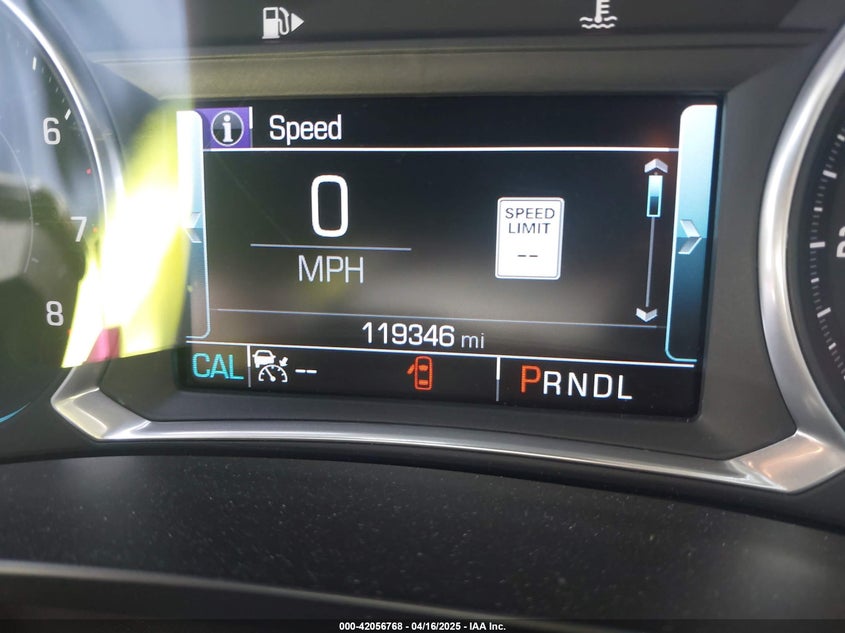 Speed
6
7
8
0
MPH
SPEED
LIMIT
--
119346 mi
CAL
--
PRNDL
000-42056768 - 04/16/2025 - IAA Inc.